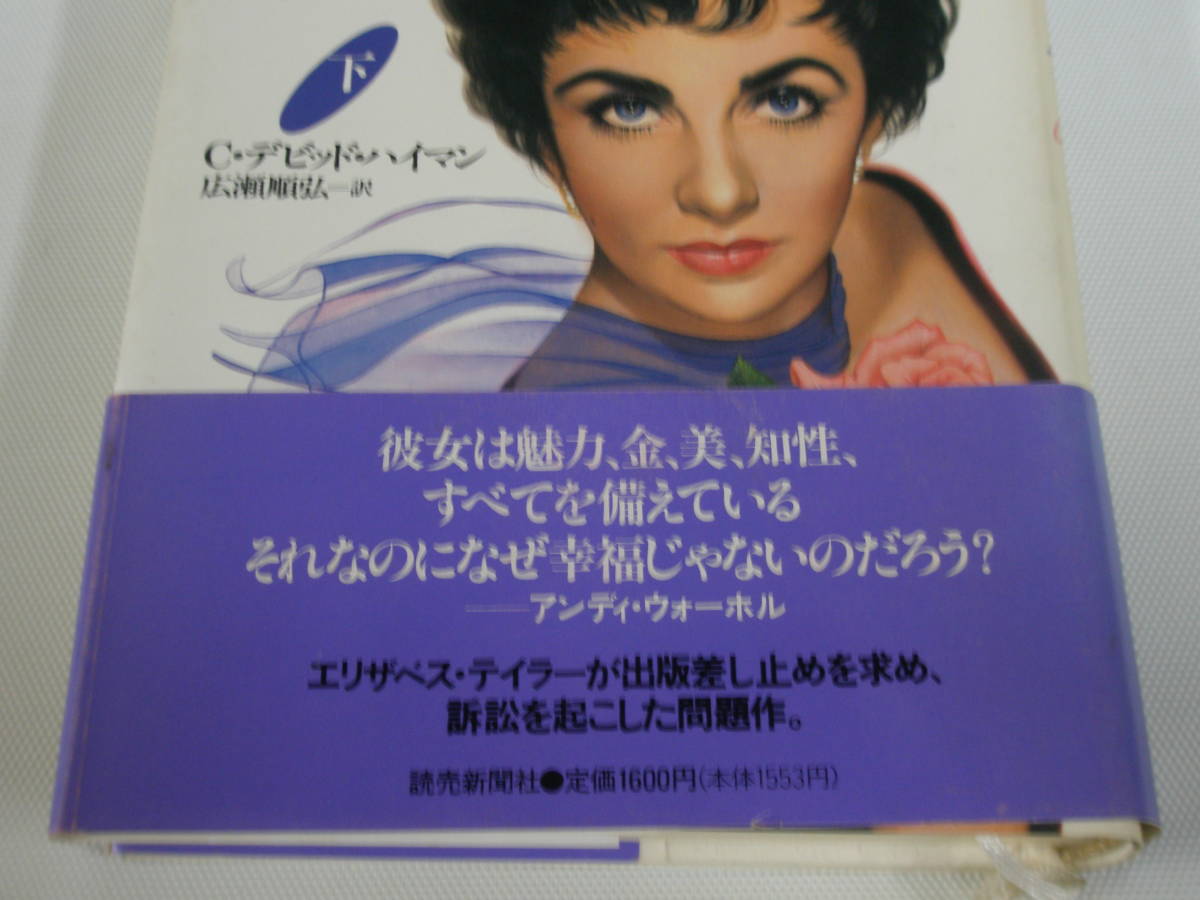 下
C・デビッド・ハイマン
広瀬順弘―訳
彼女は魅力、金、美、知性、
すべてを備えている
それなのになぜ幸福じゃないのだろう?
――アンディ・ウォーホル
エリザベス・テイラーが出版差し止めを求め、
訴訟を起こした問題作。
読売新聞社●定価1600円(本体1553円)